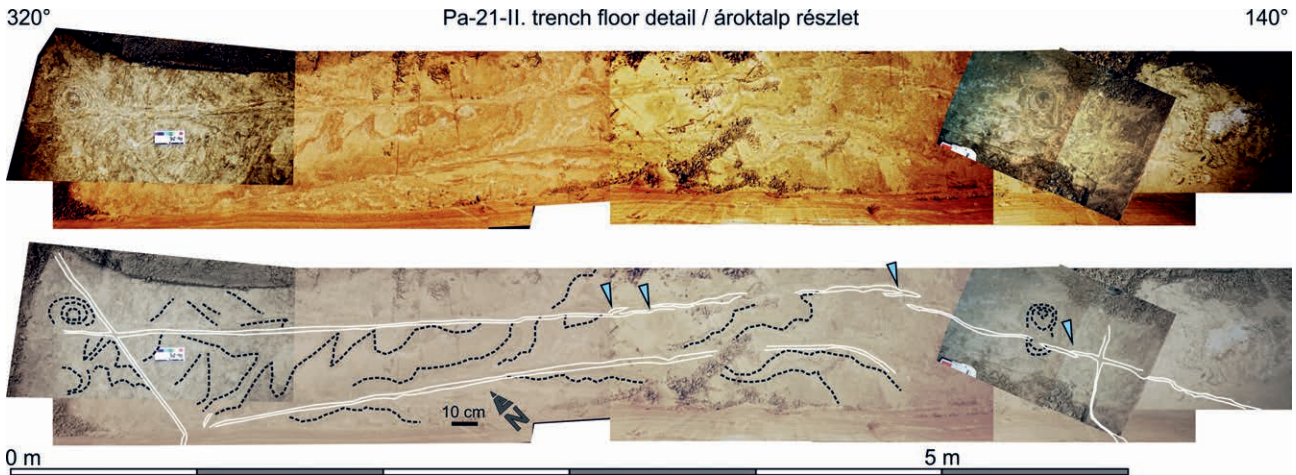 320°
Pa-21-II. trench floor detail / ároktalp részlet
140°
10 cm
N
0 m
5 m